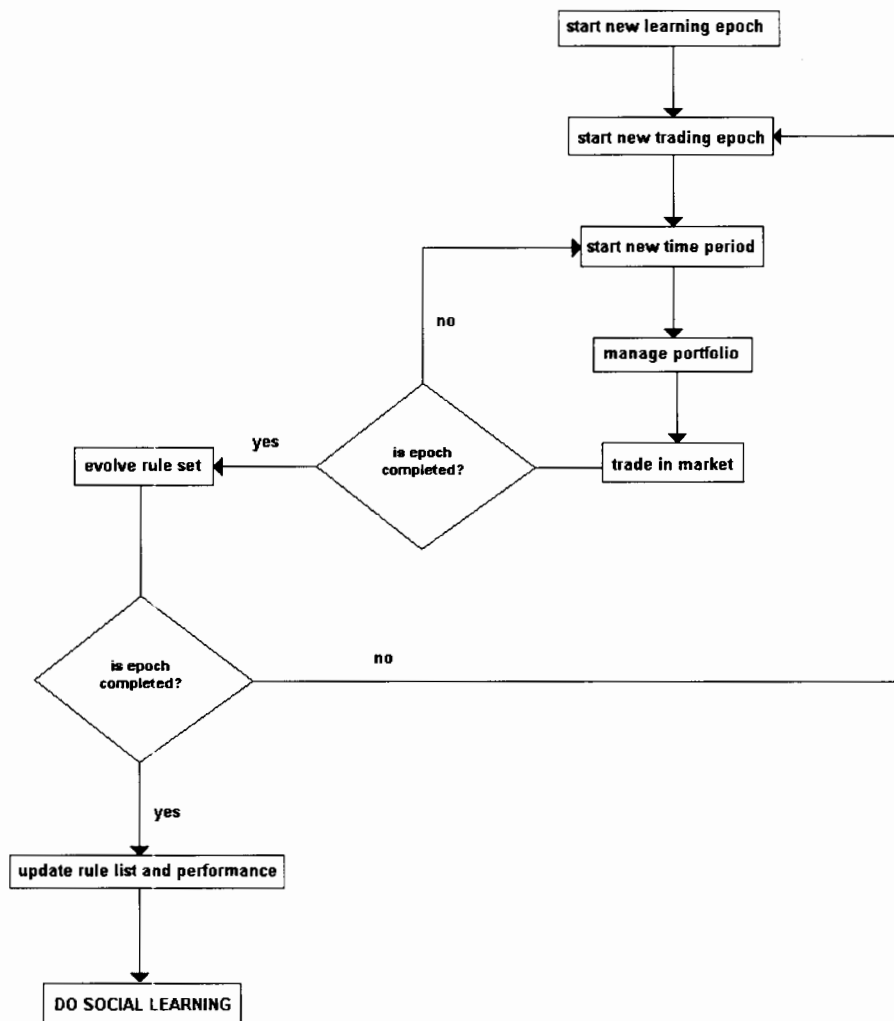 start new learning epoch
start new trading epoch
start new time period
no
manage portfolio
yes
evolve rule set
is epoch
completed?
trade in market
is epoch
completed?
no
yes
update rule list and performance
DO SOCIAL LEARNING